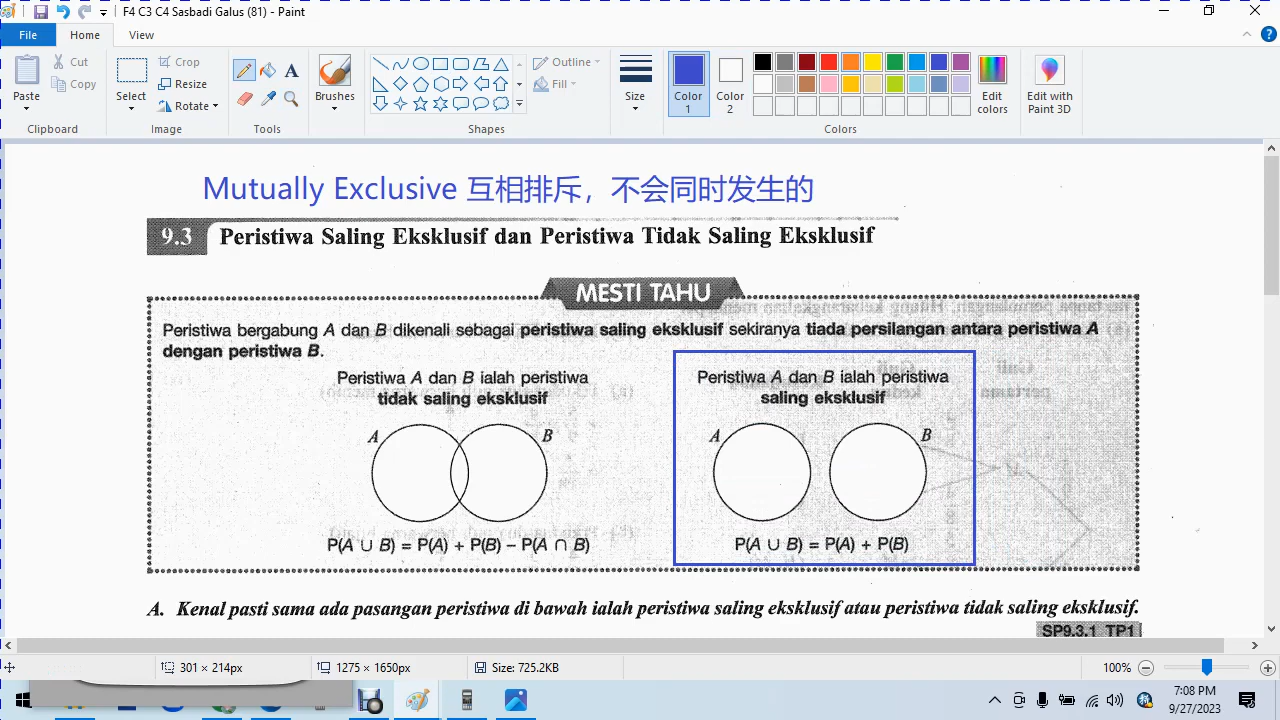 F4 C3 C4 Sasbadi Galus (81) - Paint
File
Home
View
Paste
Cut
Copy
Clipboard
Select
Crop
Resize
Rotate
Image
A
Tools
Brushes
Shapes
Outline
Fill
Size
Color 1
Color 2
Edit colors
Colors
Edit with Paint 3D
Mutually Exclusive 互相排斥，不会同时发生的
9.3 Peristiwa Saling Eksklusif dan Peristiwa Tidak Saling Eksklusif
MESTI TAHU
Peristiwa bergabung A dan B dikenali sebagai peristiwa saling eksklusif sekiranya tiada persilangan antara peristiwa A
dengan peristiwa B.
Peristiwa A dan B ialah peristiwa
tidak saling eksklusif
A B
P(A ∪ B) = P(A) + P(B) – P(A ∩ B)
Peristiwa A dan B ialah peristiwa
saling eksklusif
A B
P(A ∪ B) = P(A) + P(B)
A. Kenal pasti sama ada pasangan peristiwa di bawah ialah peristiwa saling eksklusif atau peristiwa tidak saling eksklusif.
SP9.3.1 TP1
301 × 214px
1275 × 1650px
Size: 725.2KB
100%
7:08 PM
9/27/2023